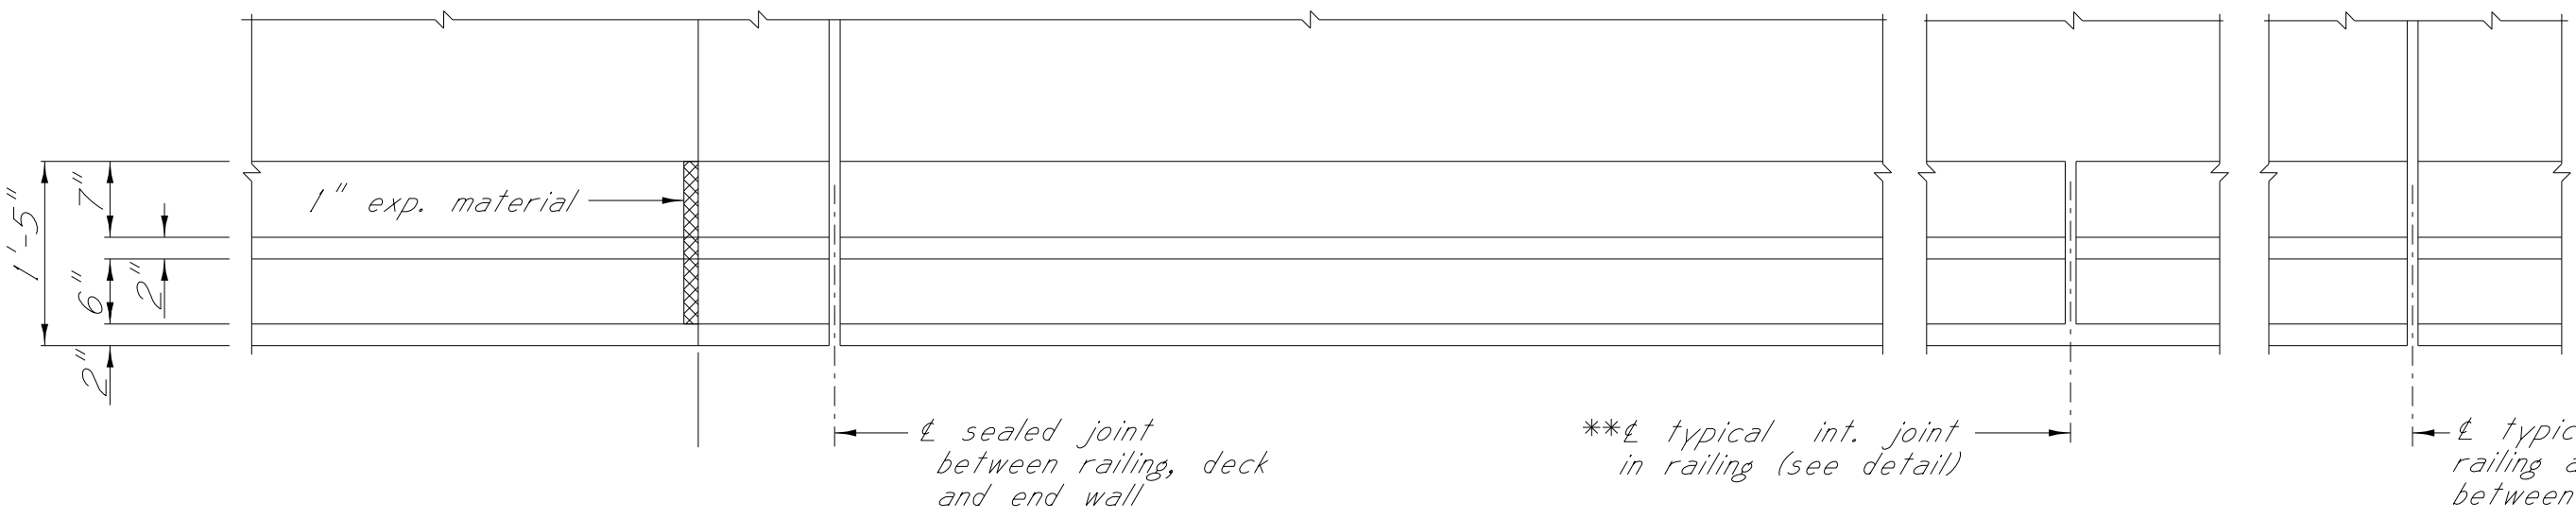 1'-5"
7"
6"
2"
2"
1" exp. material
℄ sealed joint
between railing, deck
and end wall
**℄ typical int. joint
in railing (see detail)
℄
railing
between